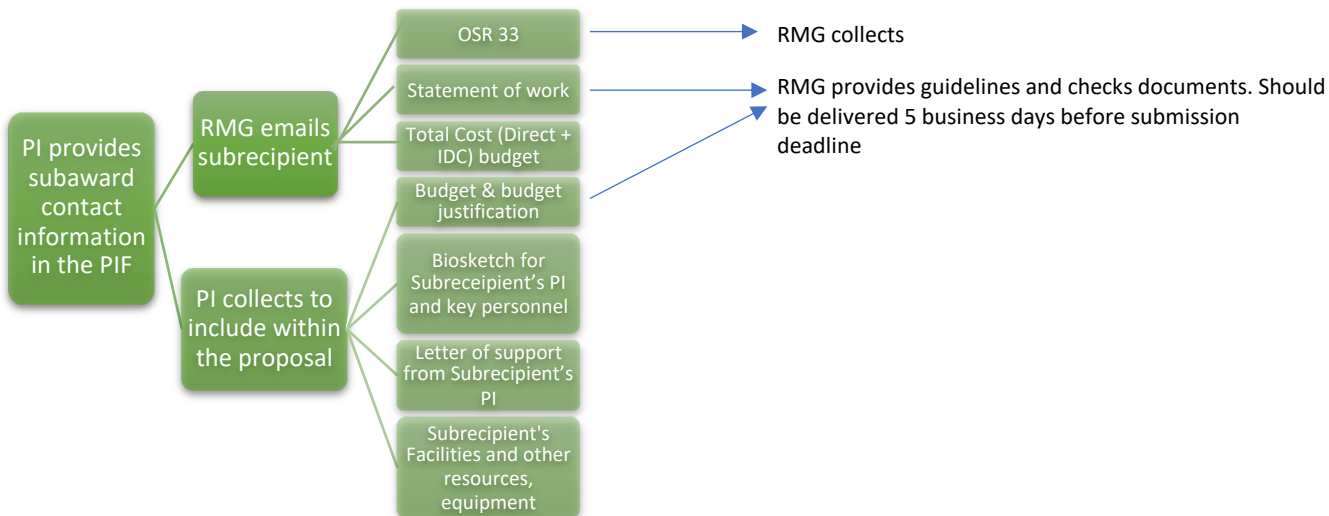 PI provides
subaward
contact
information
in the PIF
RMG emails
subrecipient
PI collects to
include within
the proposal
OSR 33
Statement of work
Total Cost (Direct +
IDC) budget
Budget & budget
justification
Biosketch for
Subreceipient’s PI
and key personnel
Letter of support
from Subrecipient’s
PI
Subrecipient's
Facilities and other
resources,
equipment
RMG collects
RMG provides guidelines and checks documents. Should
be delivered 5 business days before submission
deadline